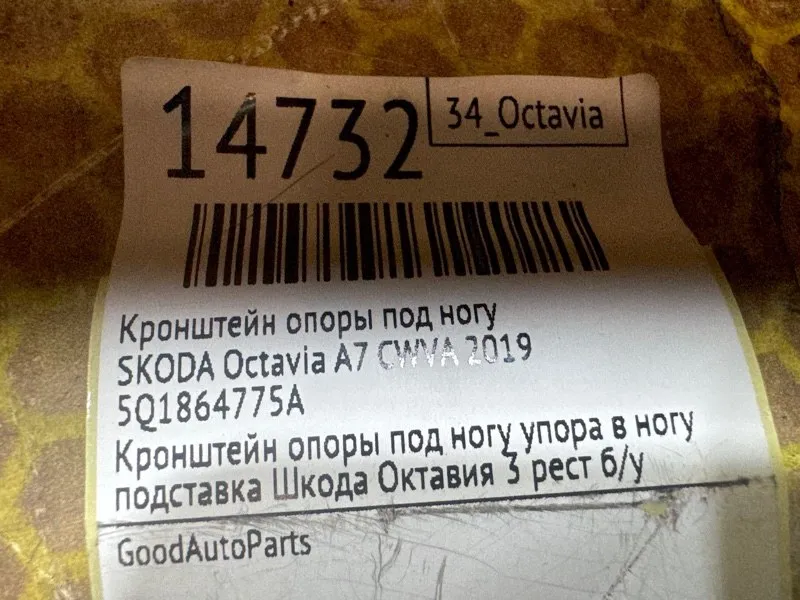 14732
34_Octavia
Кронштейн опоры под ногу
SKODA Octavia A7 CWVA 2019
5Q1864775A
Кронштейн опоры под ногу упора в ногу
подставка Шкода Октавия 3 рест б/у
GoodAutoParts